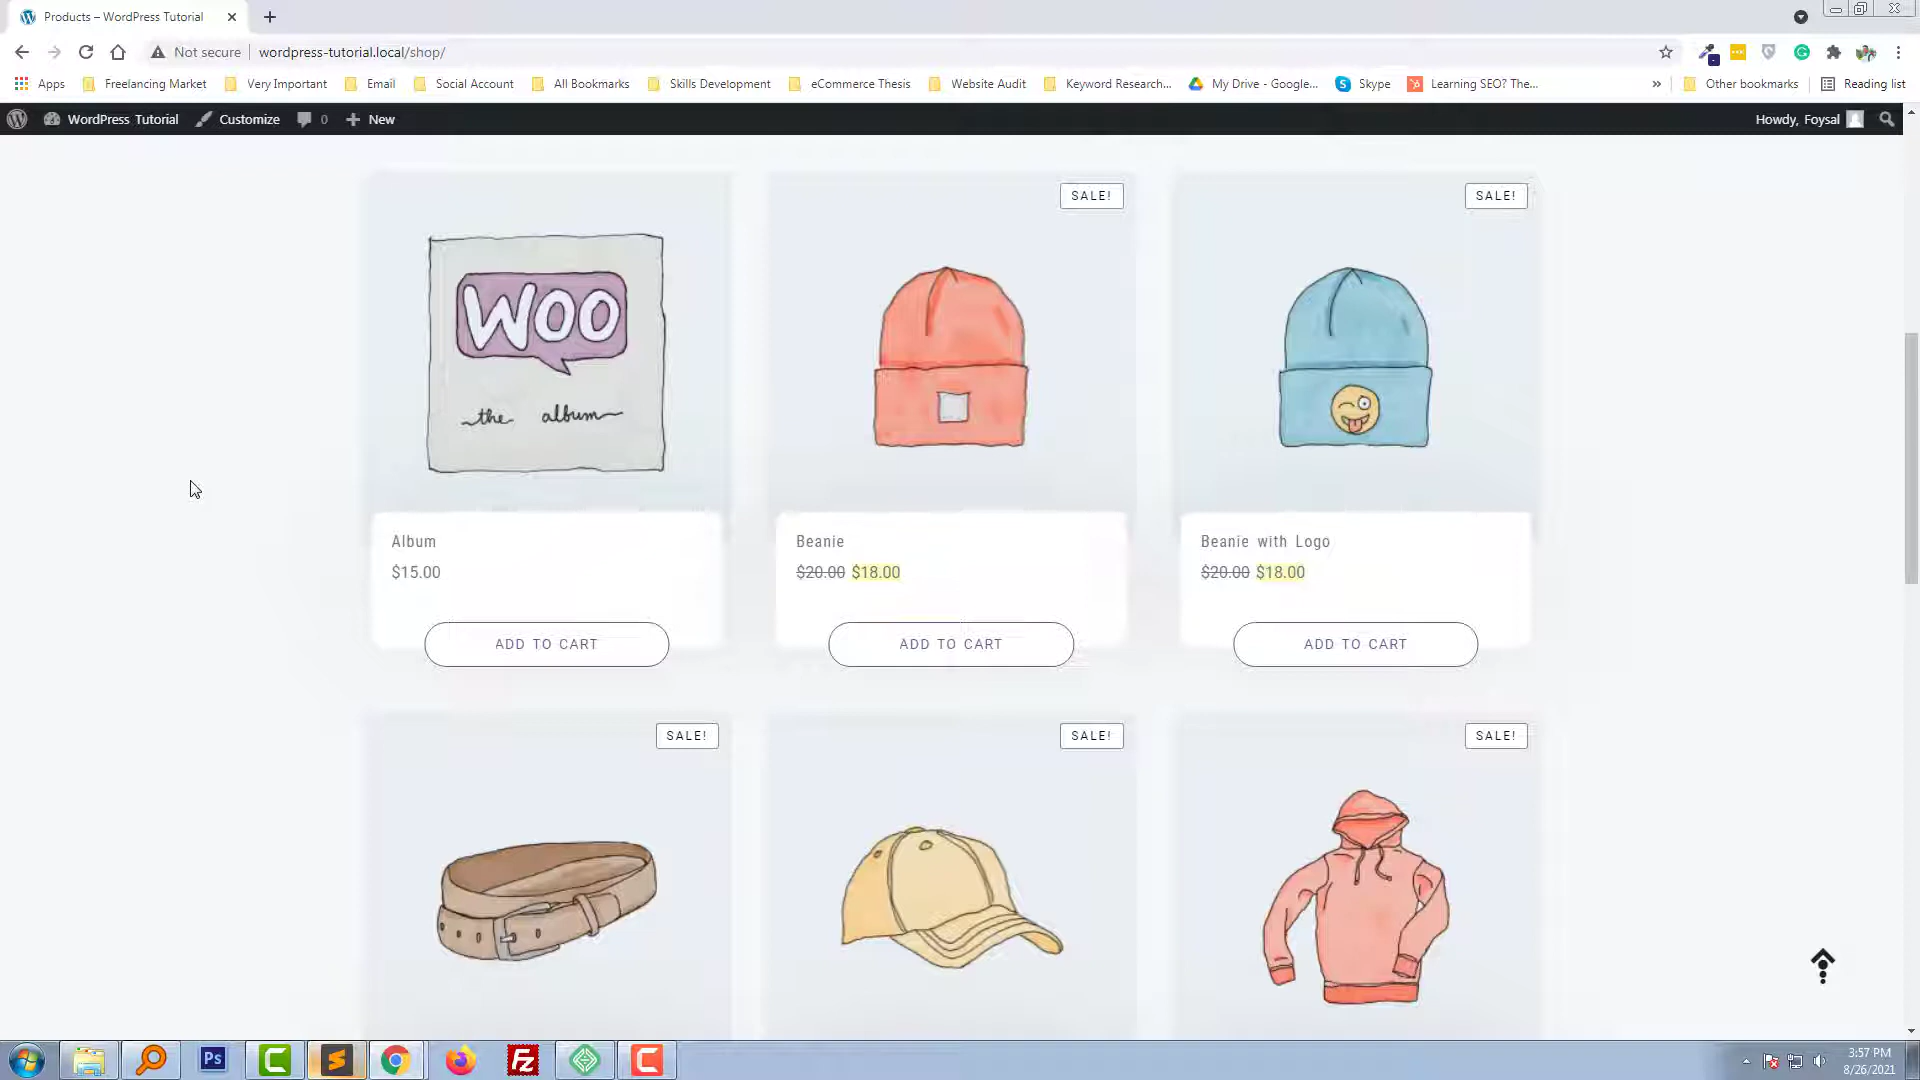 Products – WordPress Tutorial
Not secure
wordpress-tutorial.local/shop/
Apps
Freelancing Market
Very Important
Email
Social Account
All Bookmarks
Skills Development
eCommerce Thesis
Website Audit
Keyword Research...
My Drive - Google...
Skype
Learning SEO? The...
»
Other bookmarks
Reading list
WordPress Tutorial
Customize
0
New
Howdy, Foysal
SALE!
SALE!
WOO
the album
Album
$15.00
ADD TO CART
Beanie
$20.00 $18.00
ADD TO CART
Beanie with Logo
$20.00 $18.00
ADD TO CART
SALE!
SALE!
SALE!
Ps
Fz
3:57 PM
8/26/2021